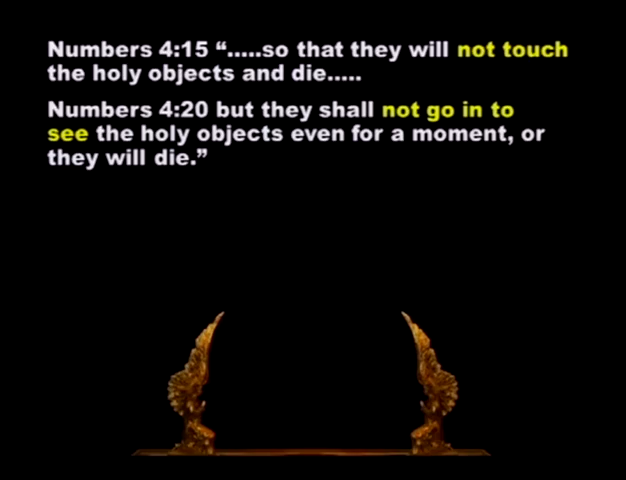 Numbers 4:15 “.....so that they will not touch
the holy objects and die.....
Numbers 4:20 but they shall not go in to
see the holy objects even for a moment, or
they will die.”